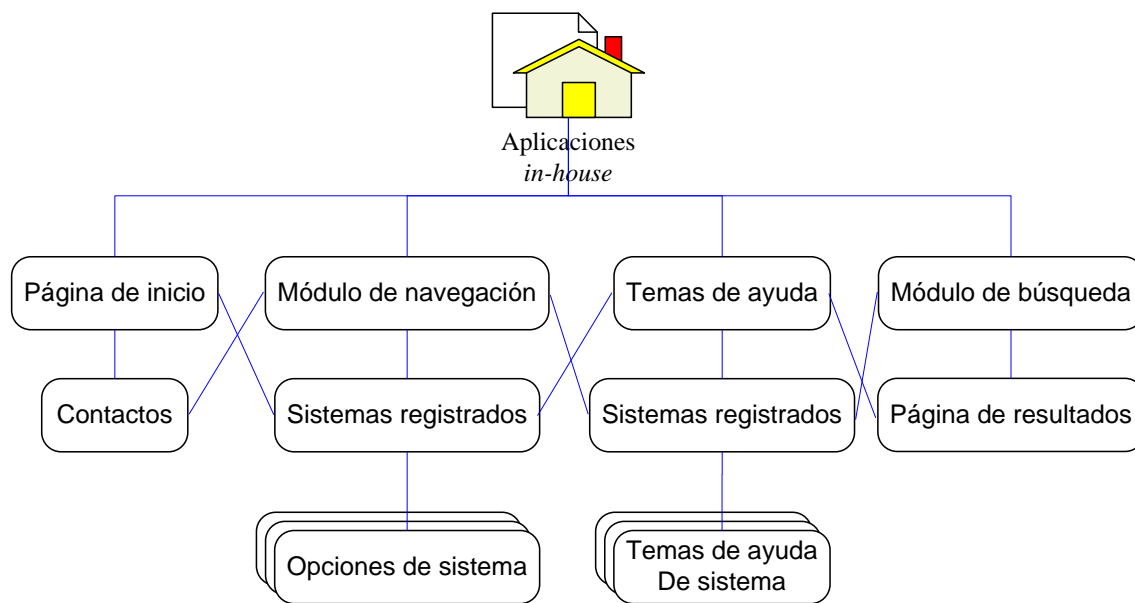 Aplicaciones
in-house
Página de inicio
Módulo de navegación
Temas de ayuda
Módulo de búsqueda
Contactos
Sistemas registrados
Sistemas registrados
Página de resultados
Opciones de sistema
Temas de ayuda
De sistema